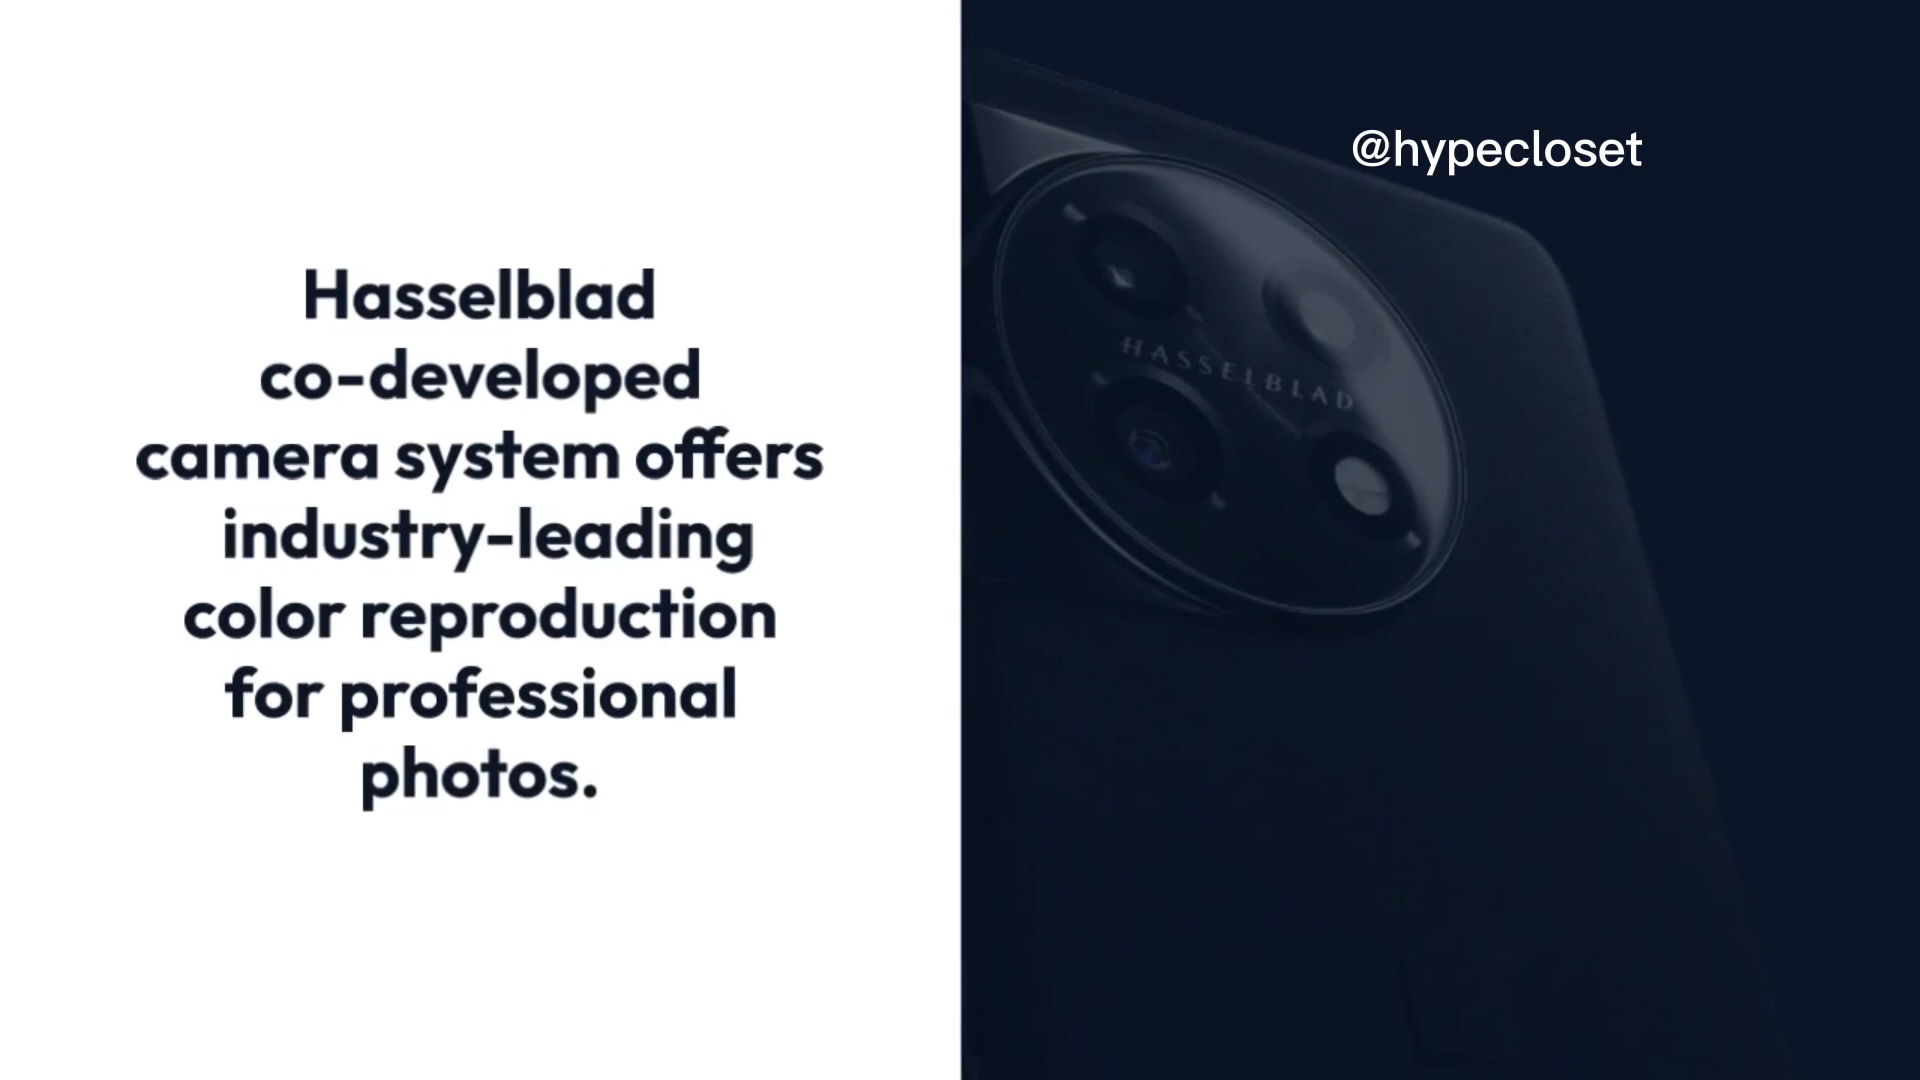 Hasselblad
co-developed
camera system offers
industry-leading
color reproduction
for professional
photos.
@hypecloset
HASSELBLAD